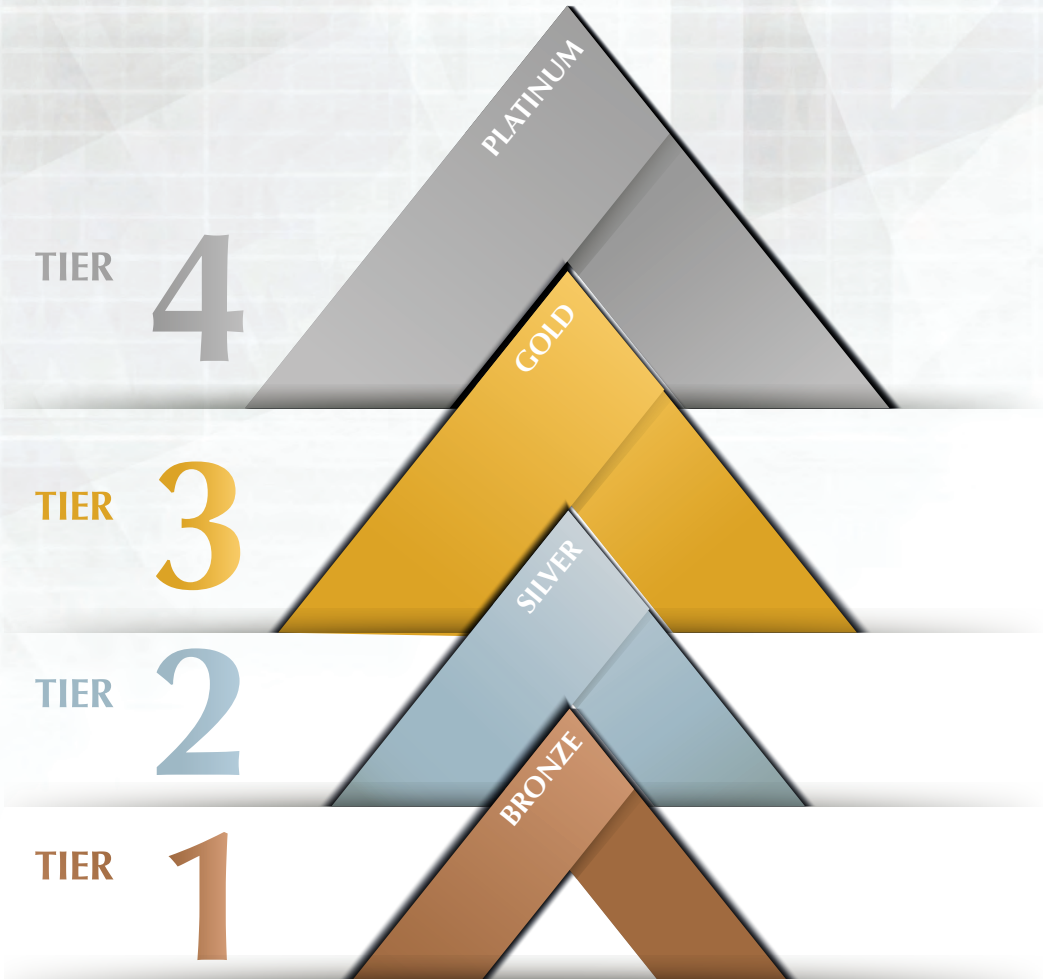 PLATINUM
TIER 4
GOLD
TIER 3
SILVER
TIER 2
BRONZE
TIER 1